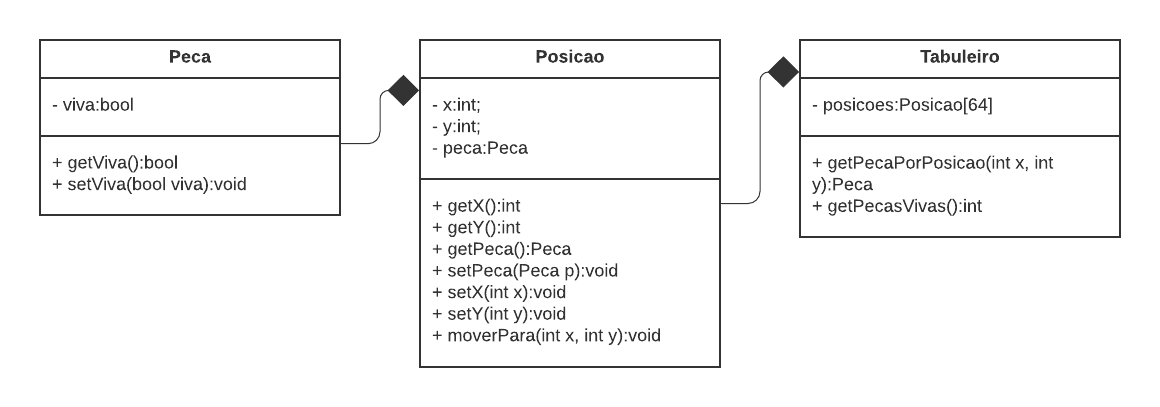 Peca
- viva:bool
+ getViva():bool
+ setViva(bool viva):void
Posicao
- x:int;
- y:int;
- peca:Peca
+ getX():int
+ getY():int
+ getPeca():Peca
+ setPeca(Peca p):void
+ setX(int x):void
+ setY(int y):void
+ moverPara(int x, int y):void
Tabuleiro
- posicoes:Posicao[64]
+ getPecaPorPosicao(int x, int
y):Peca
+ getPecasVivas():int